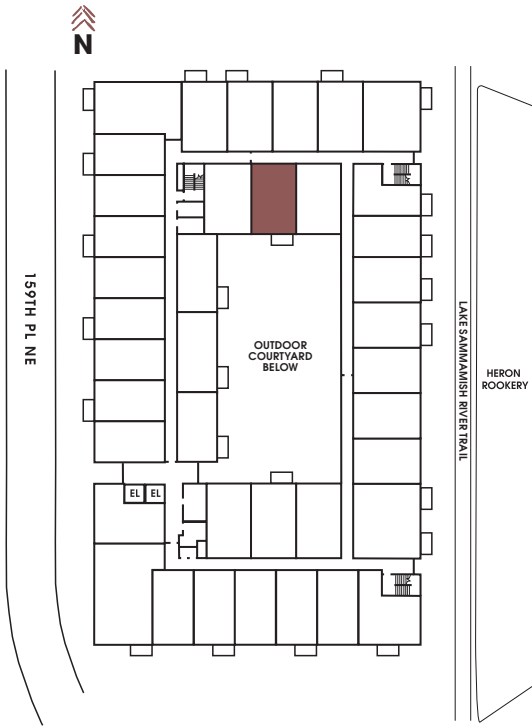 N
159TH PL NE
OUTDOOR
COURTYARD
BELOW
LAKE SAMMAMISH RIVER TRAIL
HERON
ROOKERY
EL EL